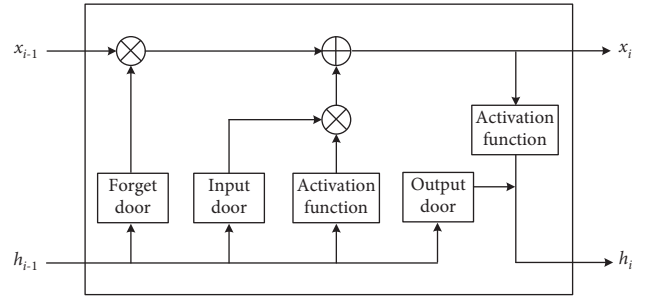 x_{i-1}
x_i
Activation
function
Forget
door
Input
door
Activation
function
Output
door
h_{i-1}
h_i